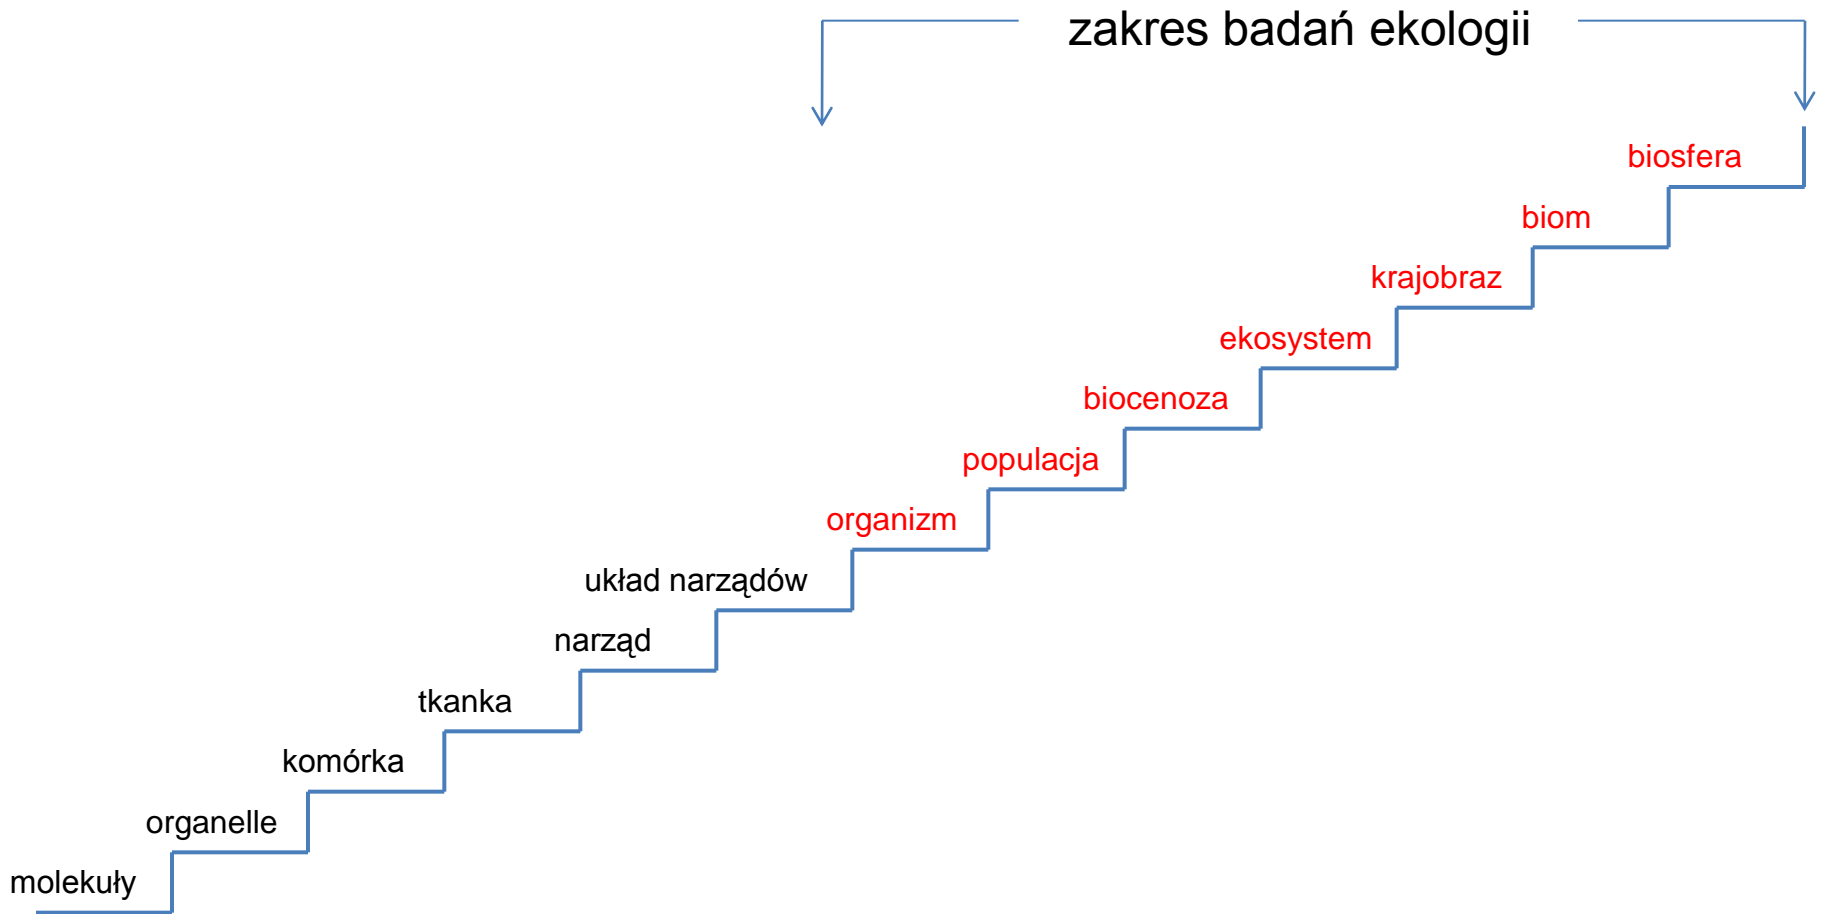 zakres badań ekologii
biosfera
biom
krajobraz
ekosystem
biocenoza
populacja
organizm
układ narządów
narząd
tkanka
komórka
organelle
molekuły